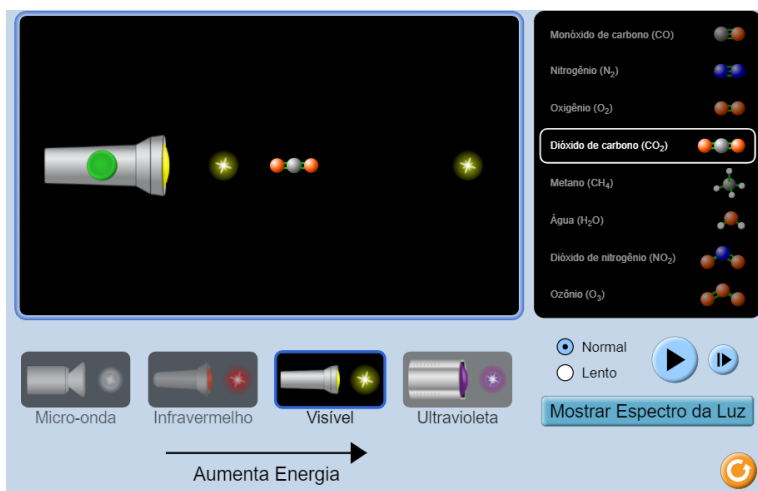 Monóxido de carbono (CO)
Nitrogênio (N₂)
Oxigênio (O₂)
Dióxido de carbono (CO₂)
Metano (CH₄)
Água (H₂O)
Dióxido de nitrogênio (NO₂)
Ozônio (O₃)
Micro-onda
Infravermelho
Visível
Ultravioleta
Aumenta Energia
Normal
Lento
Mostrar Espectro da Luz